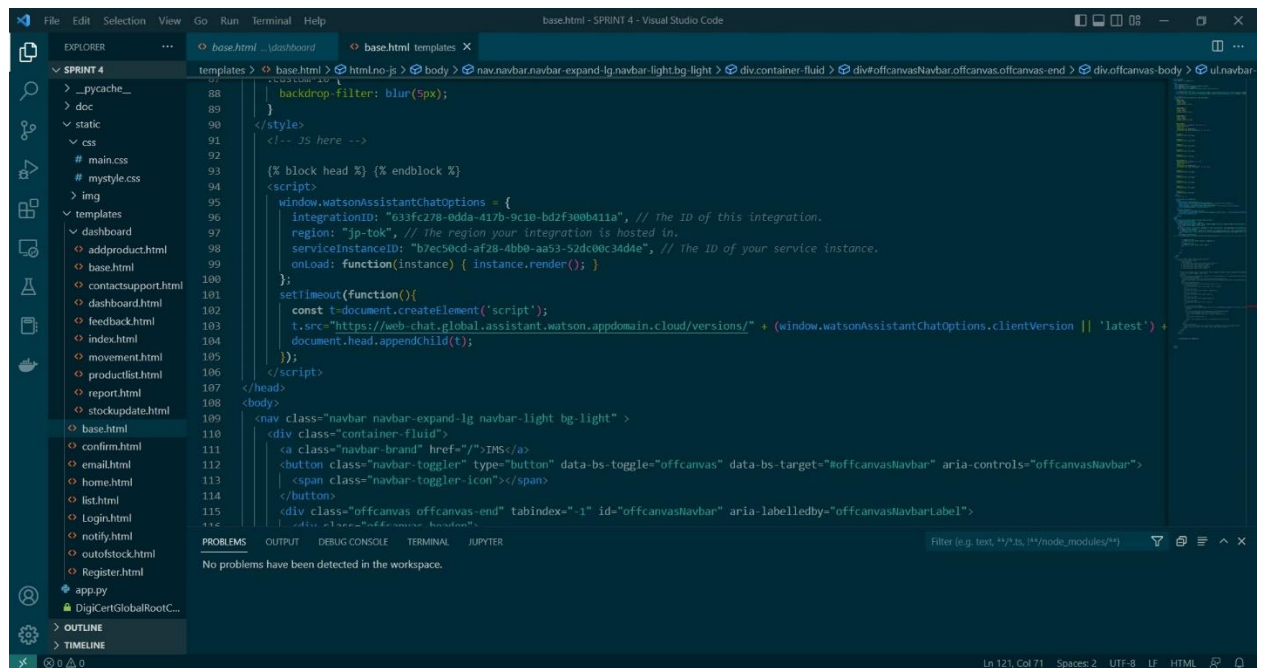 File Edit Selection View Go Run Terminal Help
base.html - SPRINT 4 - Visual Studio Code
EXPLORER ...
SPRINT 4
__pycache__
doc
static
css
# main.css
# mystyle.css
img
templates
dashboard
addproduct.html
base.html
contactsupport.html
dashboard.html
feedback.html
index.html
movement.html
productlist.html
report.html
stockupdate.html
base.html
confirm.html
email.html
home.html
list.html
Login.html
notify.html
outofstock.html
Register.html
app.py
DigiCertGlobalRootC...
OUTLINE
TIMELINE
base.html ...\dashboard
base.html templates
templates > base.html > html.no-js > body > nav.navbar.navbar-expand-lg.navbar-light.bg-light > div.container-fluid > div#offcanvasNavbar.offcanvas.offcanvas-end > div.offcanvas-body > ul.navbar-
88 backdrop-filter: blur(5px);
89 }
90 </style>
91 <!-- JS here -->
92
93 {% block head %} {% endblock %}
94 <script>
95 window.watsonAssistantChatOptions = {
96 integrationID: "633fc278-0dda-417b-9c10-bd2f300b411a", // The ID of this integration.
97 region: "jp-tok", // The region your integration is hosted in.
98 serviceInstanceID: "b7ec50cd-af28-4bb0-aa53-52dc00c34d4e", // The ID of your service instance.
99 onLoad: function(instance) { instance.render(); }
100 };
101 setTimeout(function(){
102 const t=document.createElement('script');
103 t.src="https://web-chat.global.assistant.watson.appdomain.cloud/versions/" + (window.watsonAssistantChatOptions.clientVersion || 'latest') +
104 document.head.appendChild(t);
105 });
106 </script>
107 </head>
108 <body>
109 <nav class="navbar navbar-expand-lg navbar-light bg-light" >
110 <div class="container-fluid">
111 <a class="navbar-brand" href="/">IMS</a>
112 <button class="navbar-toggler" type="button" data-bs-toggle="offcanvas" data-bs-target="#offcanvasNavbar" aria-controls="offcanvasNavbar">
113 <span class="navbar-toggler-icon"></span>
114 </button>
115 <div class="offcanvas offcanvas-end" tabindex="-1" id="offcanvasNavbar" aria-labelledby="offcanvasNavbarLabel">
PROBLEMS OUTPUT DEBUG CONSOLE TERMINAL JUPYTER
Filter (e.g. text, **/*.ts, !**/node_modules/**)
No problems have been detected in the workspace.
0 0
Ln 121, Col 71 Spaces: 2 UTF-8 LF HTML